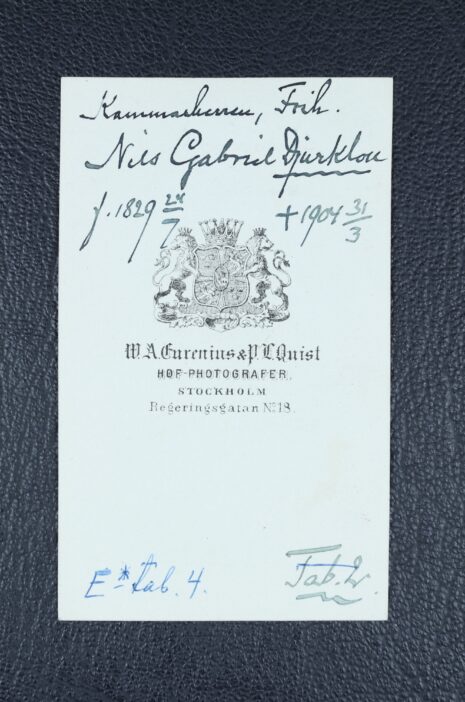 Kammarherren, Frih.
Nils Gabriel Djurklou
f. 1829 24/7 † 1904 31/3
W. A. Eurenius & P. L. Quist
HOF-PHOTOGRAFER.
STOCKHOLM
Regeringsgatan No. 18.
E* tab. 4. Tab.